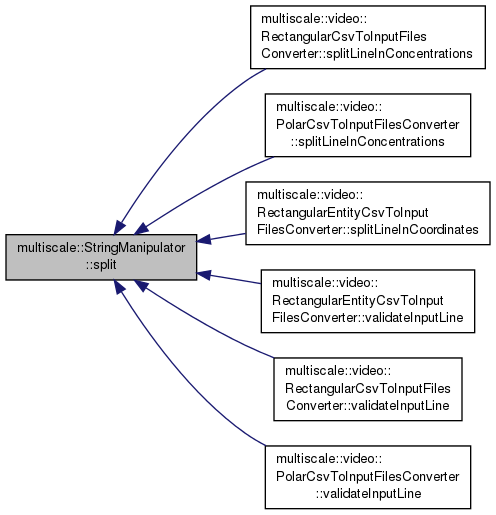 multiscale::video::
RectangularCsvToInputFiles
Converter::splitLineInConcentrations
multiscale::video::
PolarCsvToInputFilesConverter
::splitLineInConcentrations
multiscale::video::
RectangularEntityCsvToInput
FilesConverter::splitLineInCoordinates
multiscale::StringManipulator
::split
multiscale::video::
RectangularEntityCsvToInput
FilesConverter::validateInputLine
multiscale::video::
RectangularCsvToInputFiles
Converter::validateInputLine
multiscale::video::
PolarCsvToInputFilesConverter
::validateInputLine